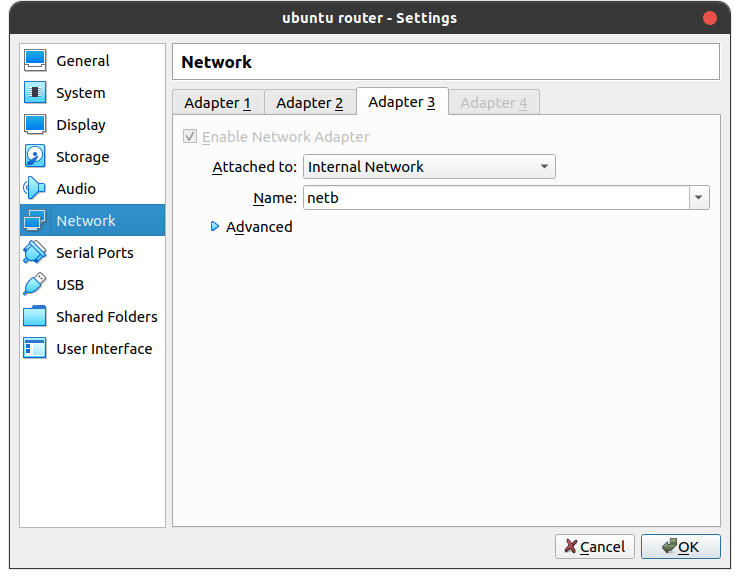 ubuntu router - Settings
General
System
Display
Storage
Audio
Network
Serial Ports
USB
Shared Folders
User Interface
Network
Adapter 1 Adapter 2 Adapter 3 Adapter 4
Enable Network Adapter
Attached to: Internal Network
Name: netb
Advanced
Cancel OK